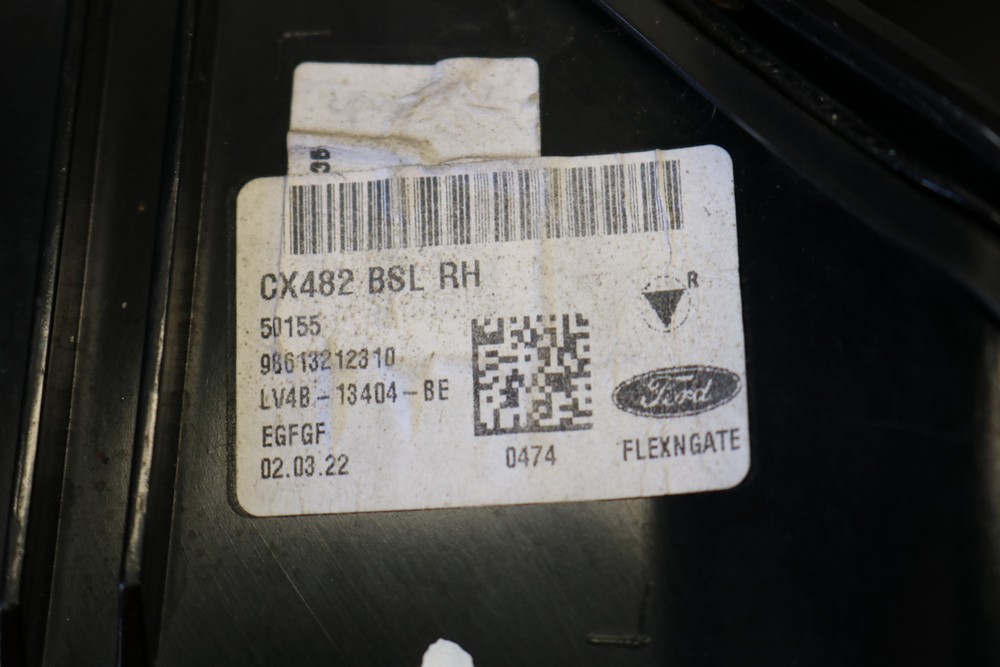 35
CX482 BSL RH
50155
98613212310
LV4B-13404-BE
EGFGF
02.03.22
0474
R
Ford
FLEXNGATE